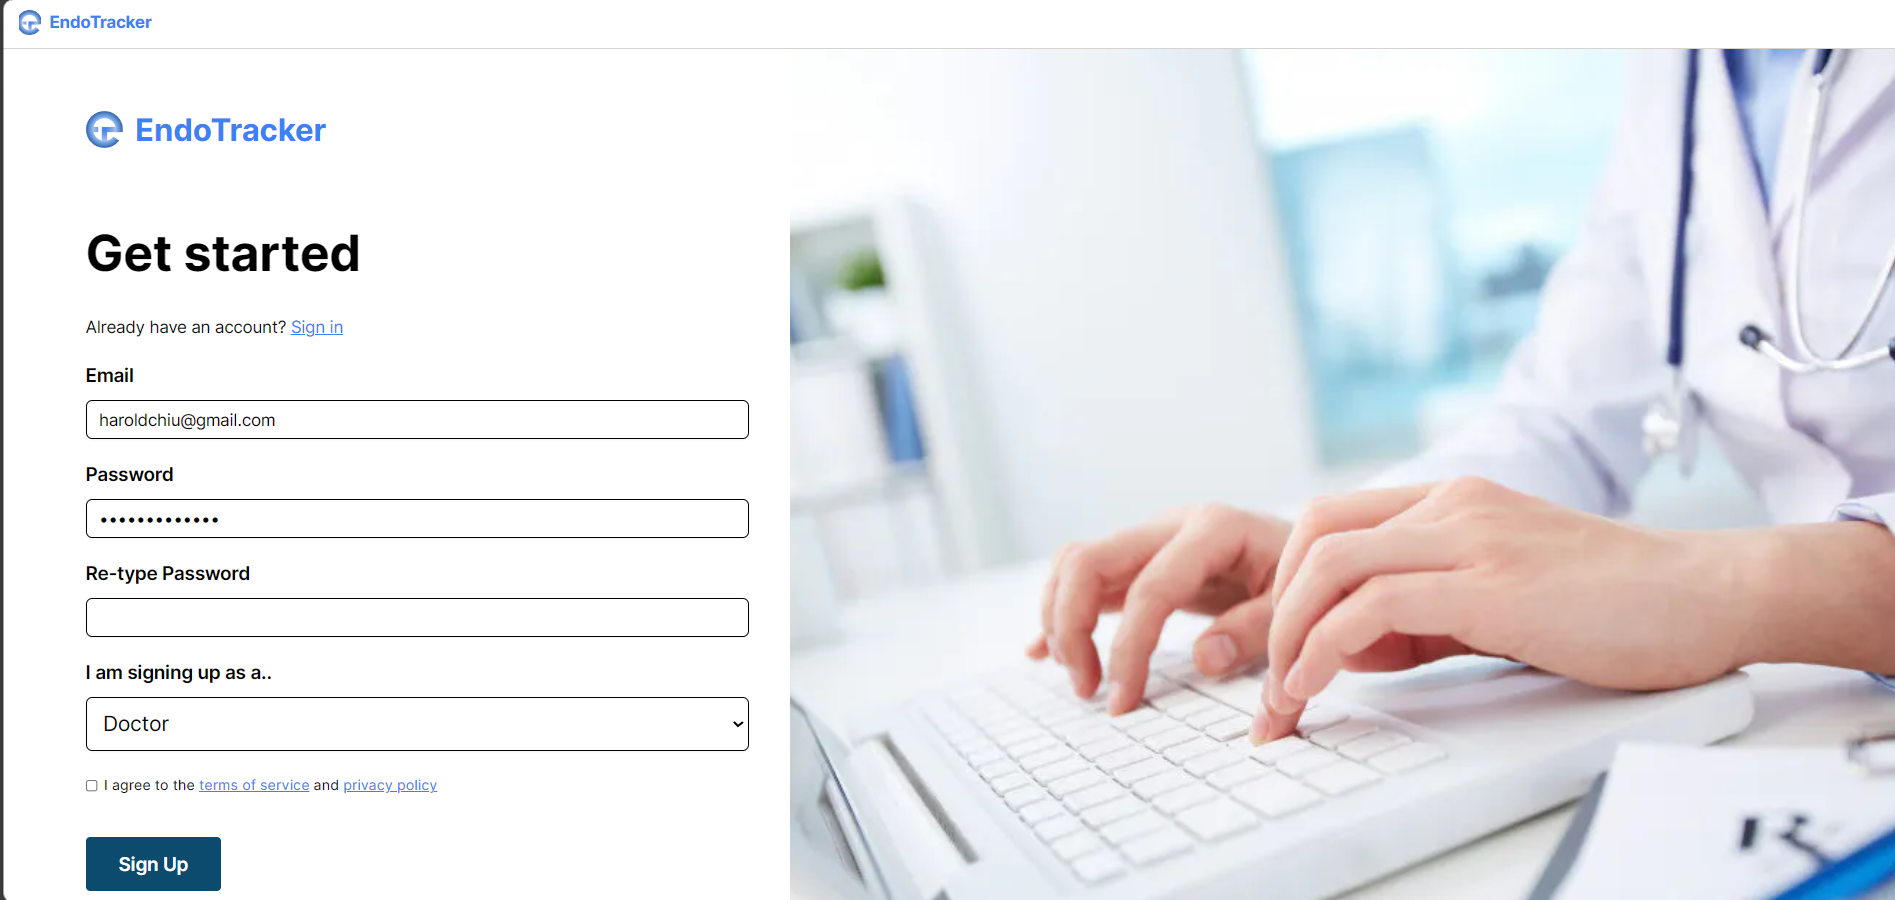 EndoTracker
EndoTracker
Get started
Already have an account? Sign in
Email
haroldchiu@gmail.com
Password
•••••••••••••
Re-type Password
I am signing up as a..
Doctor
I agree to the terms of service and privacy policy
Sign Up